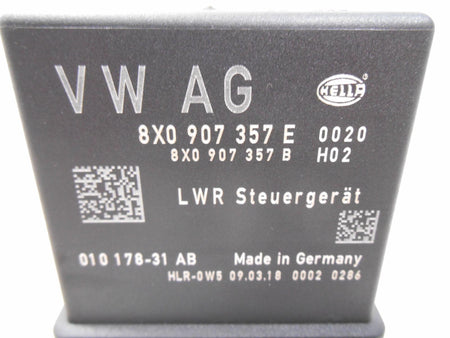 VW AG HELLA
8X0 907 357 E 0020
8X0 907 357 B H02
LWR Steuergerät
010 178-31 AB Made in Germany
HLR-0W5 09.03.18 0002 0286